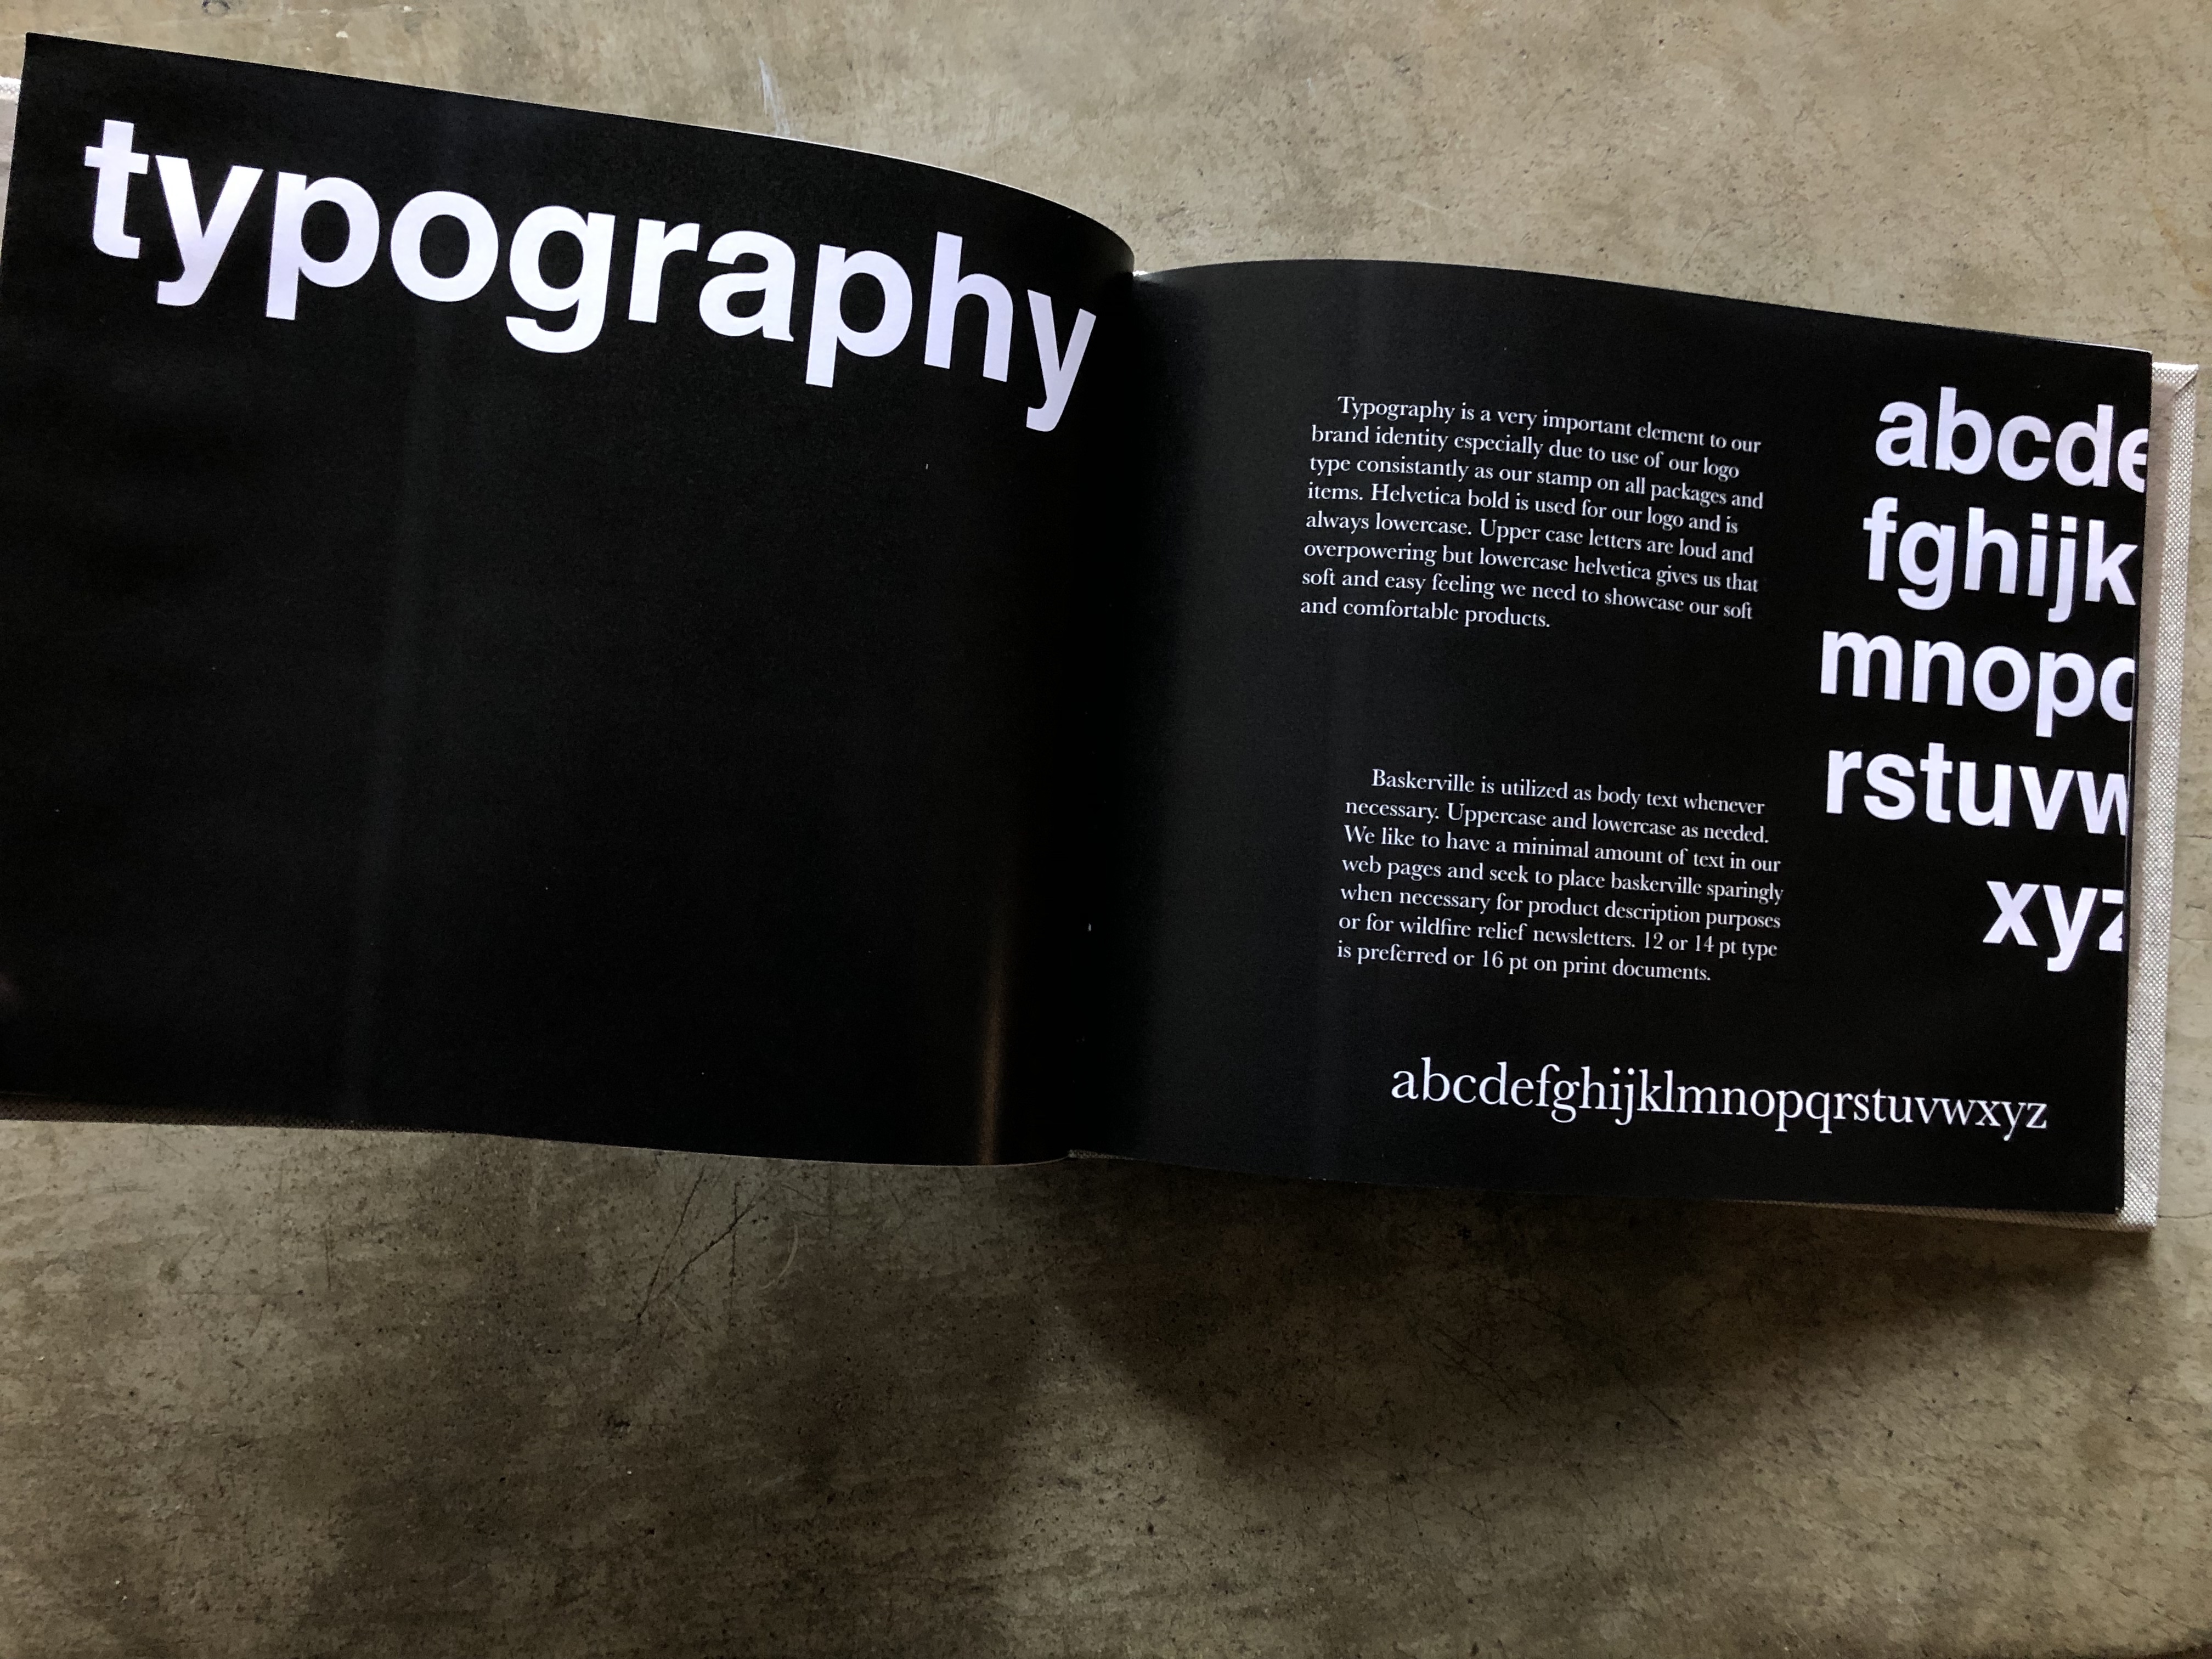 typography
Typography is a very important element to our
brand identity especially due to use of our logo
type consistantly as our stamp on all packages and
items. Helvetica bold is used for our logo and is
always lowercase. Upper case letters are loud and
overpowering but lowercase helvetica gives us that
soft and easy feeling we need to showcase our soft
and comfortable products.
abcde
fghijk
mnop
rstuvw
xyz
Baskerville is utilized as body text whenever
necessary. Uppercase and lowercase as needed.
We like to have a minimal amount of text in our
web pages and seek to place baskerville sparingly
when necessary for product description purposes
or for wildfire relief newsletters. 12 or 14 pt type
is preferred or 16 pt on print documents.
abcdefghijklmnopqrstuvwxyz